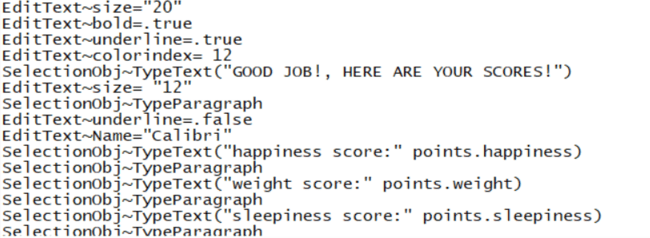 EditText~size="20"
EditText~bold=.true
EditText~underline=.true
EditText~colorindex= 12
SelectionObj~TypeText("GOOD JOB!, HERE ARE YOUR SCORES!")
EditText~size= "12"
SelectionObj~TypeParagraph
EditText~underline=.false
EditText~Name="Calibri"
SelectionObj~TypeText("happiness score:" points.happiness)
SelectionObj~TypeParagraph
SelectionObj~TypeText("weight score:" points.weight)
SelectionObj~TypeParagraph
SelectionObj~TypeText("sleepiness score:" points.sleepiness)
SelectionObj~TypeParagraph